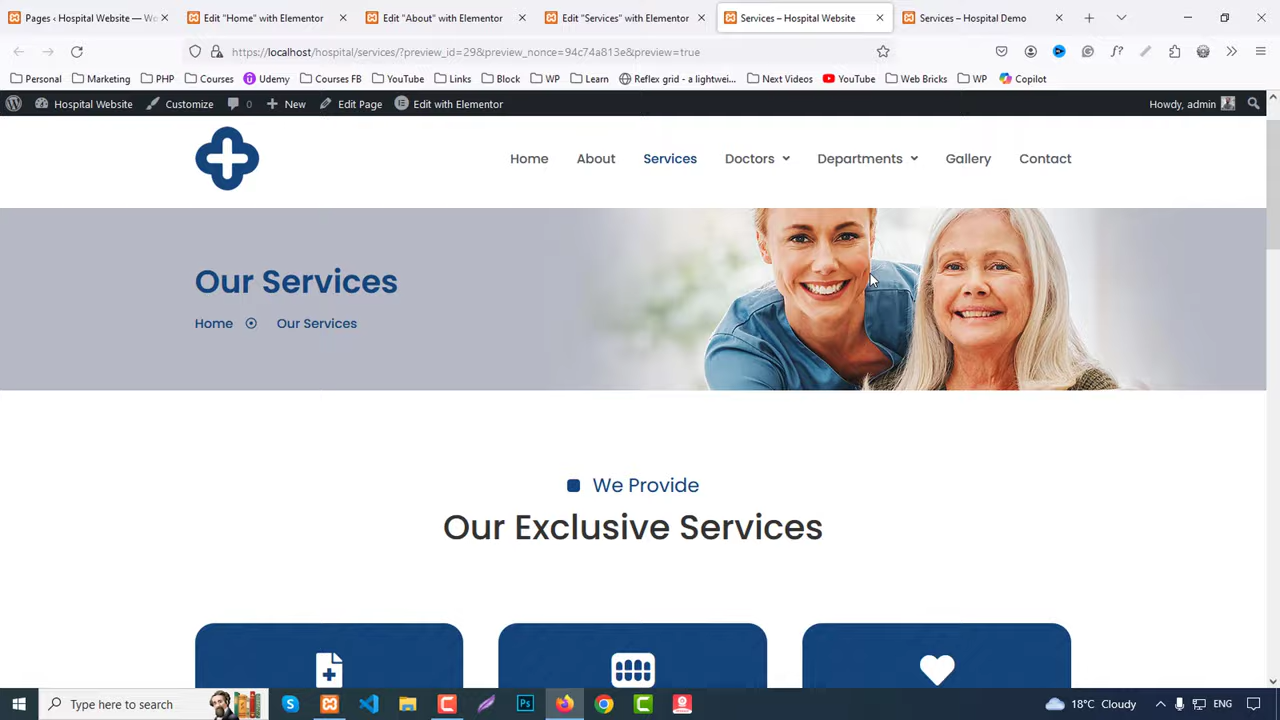 Pages ‹ Hospital Website — Wo
Edit "Home" with Elementor
Edit "About" with Elementor
Edit "Services" with Elementor
Services – Hospital Website
Services – Hospital Demo
https://localhost/hospital/services/?preview_id=29&preview_nonce=94c74a813e&preview=true
Personal
Marketing
PHP
Courses
Udemy
Courses FB
YouTube
Links
Block
WP
Learn
Reflex grid - a lightwei...
Next Videos
YouTube
Web Bricks
WP
Copilot
Hospital Website
Customize
0
New
Edit Page
Edit with Elementor
Howdy, admin
Home
About
Services
Doctors
Departments
Gallery
Contact
Our Services
Home
Our Services
We Provide
Our Exclusive Services
Type here to search
18°C Cloudy
ENG